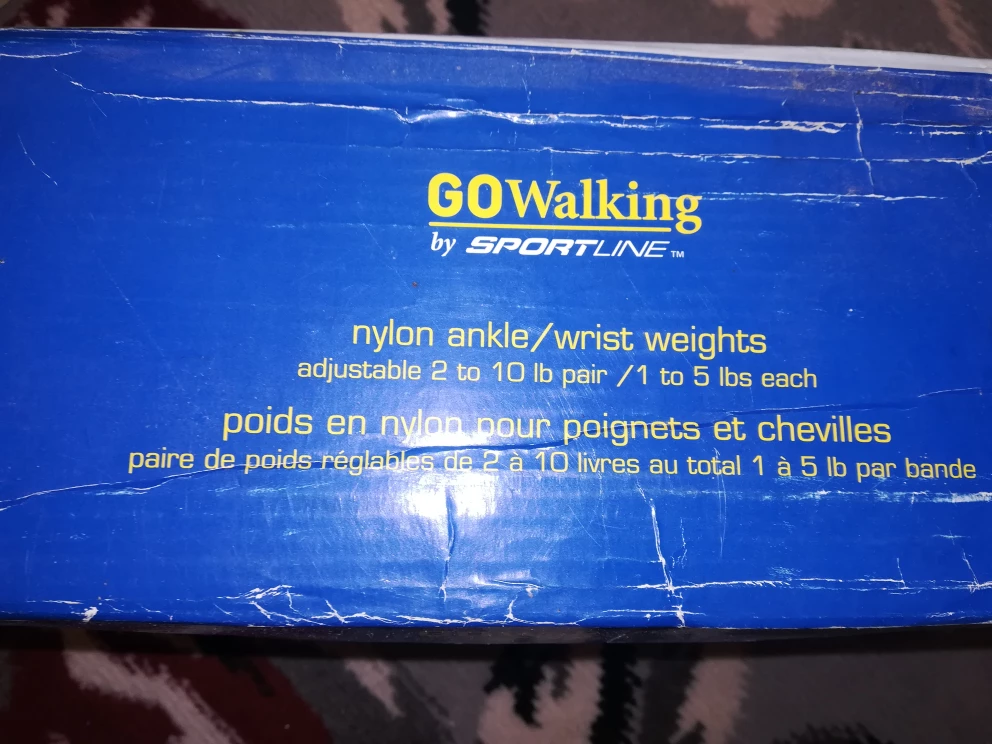 GOWalking
by SPORTLINE™
nylon ankle/wrist weights
adjustable 2 to 10 lb pair /1 to 5 lbs each
poids en nylon pour poignets et chevilles
paire de poids réglables de 2 à 10 livres au total 1 à 5 lb par bande